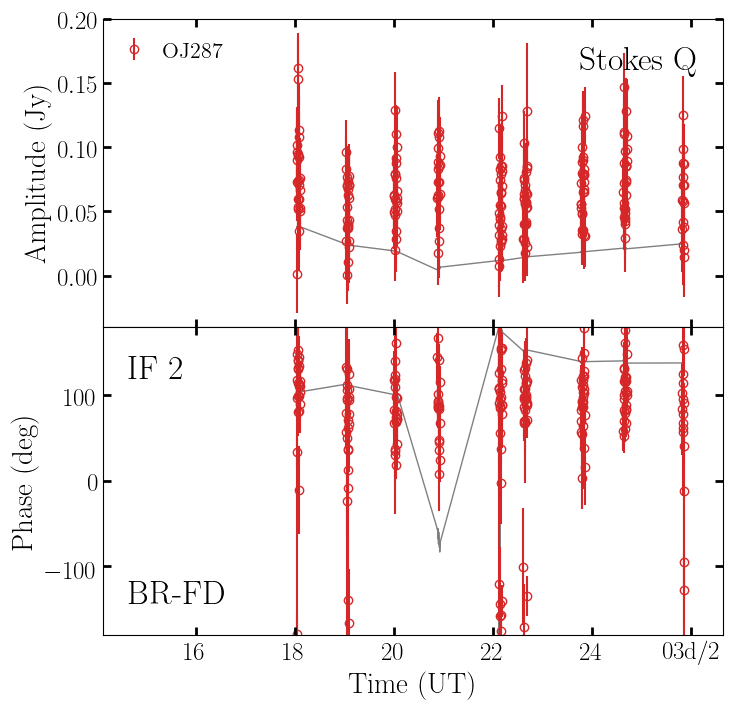 0.20
OJ287
Stokes Q
0.15
0.10
0.05
0.00
Amplitude (Jy)
IF 2
100
0
−100
Phase (deg)
BR-FD
16 18 20 22 24 03d/2
Time (UT)